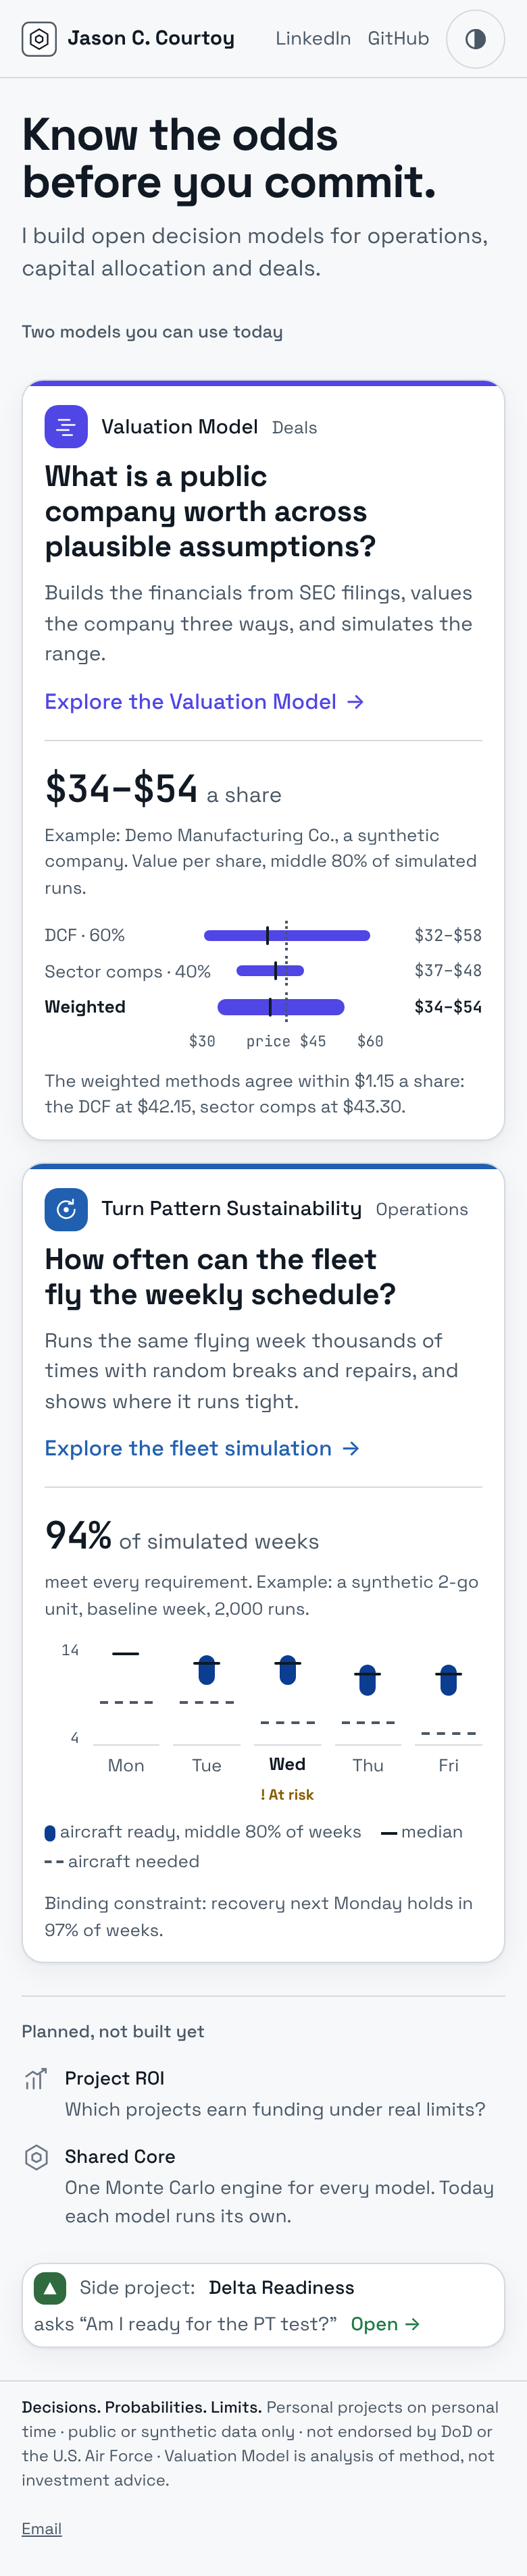 Jason C. Courtoy LinkedIn GitHub
Know the odds
before you commit.
I build open decision models for operations,
capital allocation and deals.
Two models you can use today
Valuation Model Deals
What is a public
company worth across
plausible assumptions?
Builds the financials from SEC filings, values
the company three ways, and simulates the
range.
Explore the Valuation Model →
$34–$54 a share
Example: Demo Manufacturing Co., a synthetic
company. Value per share, middle 80% of simulated
runs.
DCF · 60% $32–$58
Sector comps · 40% $37–$48
Weighted $34–$54
$30 price $45 $60
The weighted methods agree within $1.15 a share:
the DCF at $42.15, sector comps at $43.30.
Turn Pattern Sustainability Operations
How often can the fleet
fly the weekly schedule?
Runs the same flying week thousands of
times with random breaks and repairs, and
shows where it runs tight.
Explore the fleet simulation →
94% of simulated weeks
meet every requirement. Example: a synthetic 2-go
unit, baseline week, 2,000 runs.
14
4
Mon Tue Wed Thu Fri
! At risk
aircraft ready, middle 80% of weeks median
aircraft needed
Binding constraint: recovery next Monday holds in
97% of weeks.
Planned, not built yet
Project ROI
Which projects earn funding under real limits?
Shared Core
One Monte Carlo engine for every model. Today
each model runs its own.
Side project: Delta Readiness
asks “Am I ready for the PT test?” Open →
Decisions. Probabilities. Limits. Personal projects on personal
time · public or synthetic data only · not endorsed by DoD or
the U.S. Air Force · Valuation Model is analysis of method, not
investment advice.
Email